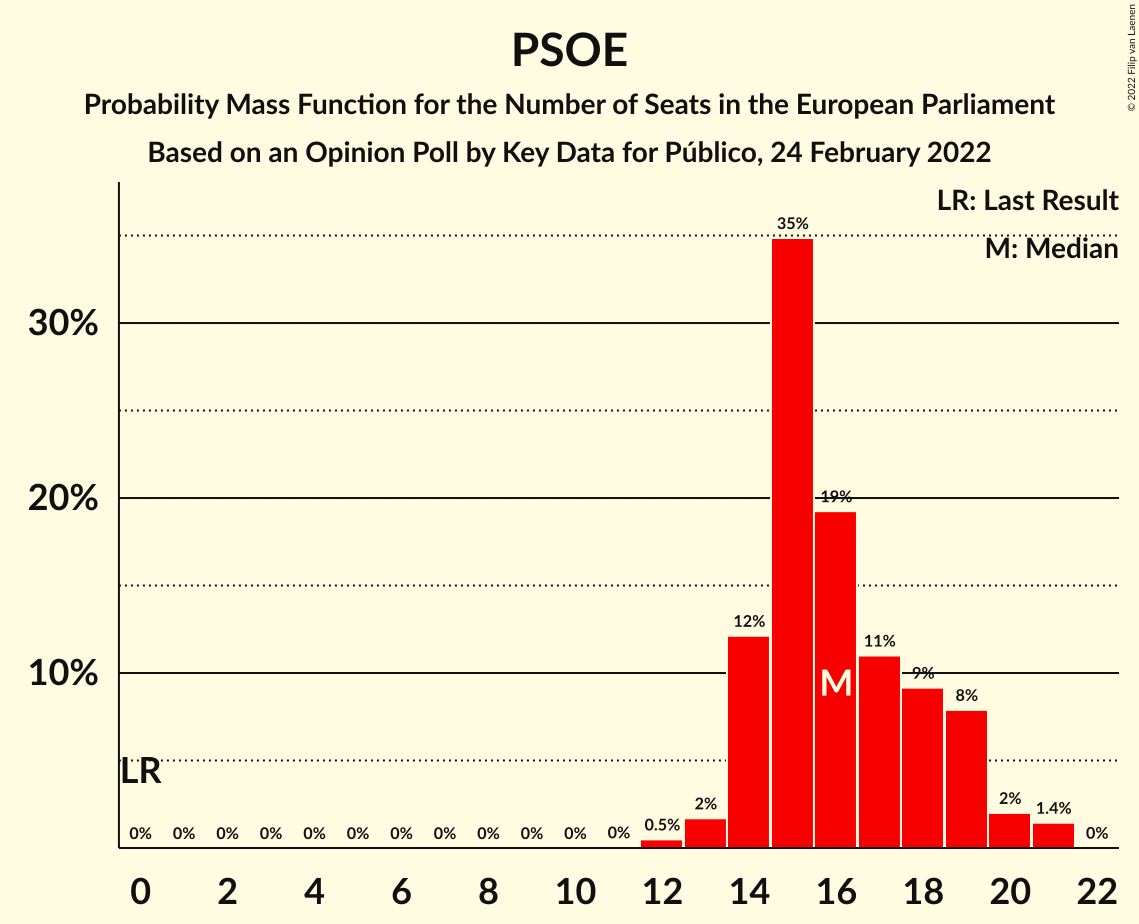 PSOE
Probability Mass Function for the Number of Seats in the European Parliament
Based on an Opinion Poll by Key Data for Público, 24 February 2022
© 2022 Filip van Laenen
LR: Last Result
M: Median
35%
30%
20%
19%
12%
11%
10%
9%
8%
M
LR
0% 0% 0% 0% 0% 0% 0% 0% 0% 0% 0% 0% 0.5% 2% 2% 1.4% 0%
0 2 4 6 8 10 12 14 16 18 20 22